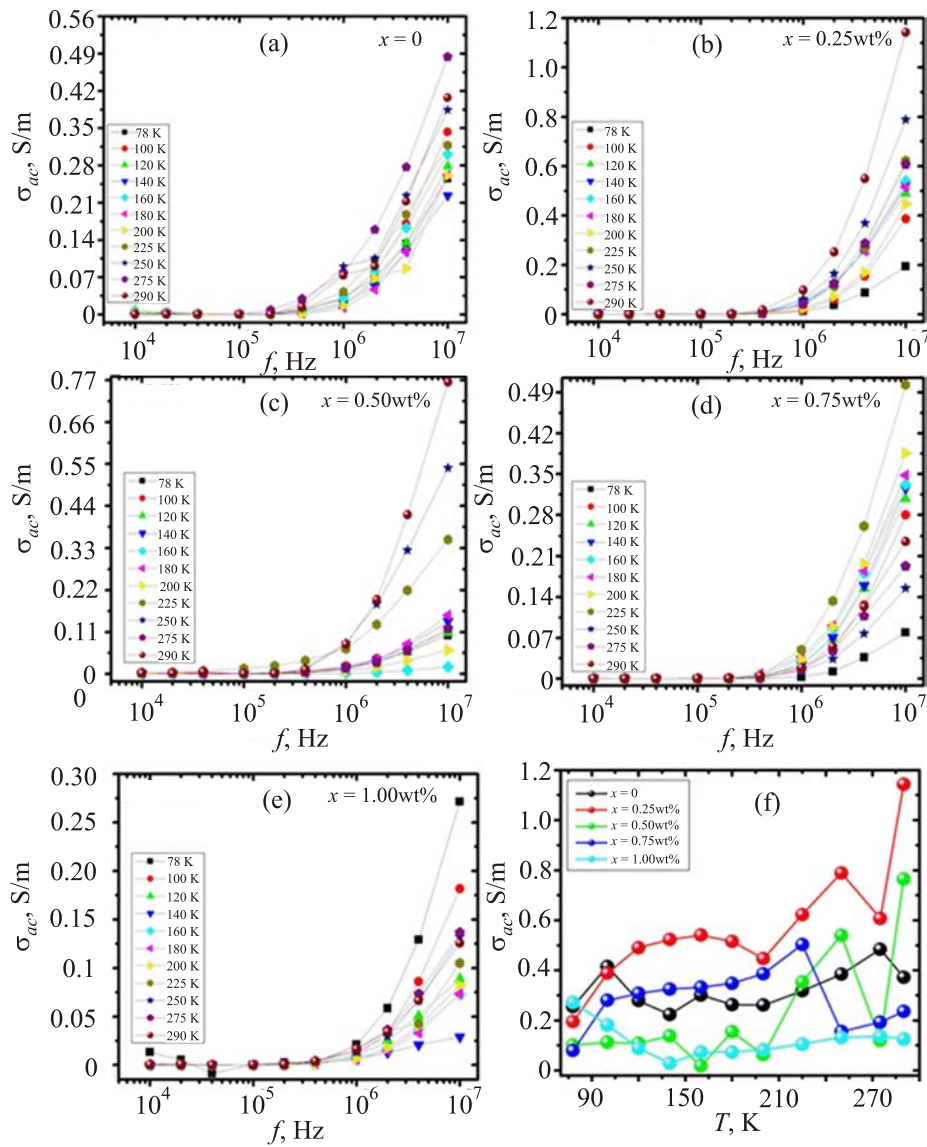 (a)
x = 0
σac, S/m
0.56
0.49
0.42
0.35
0.28
0.21
0.14
0.07
0
78 K
100 K
120 K
140 K
160 K
180 K
200 K
225 K
250 K
275 K
290 K
10^4
10^5
10^6
10^7
f, Hz
(b)
x = 0.25wt%
σac, S/m
1.2
1.0
0.8
0.6
0.4
0.2
0
78 K
100 K
120 K
140 K
160 K
180 K
200 K
225 K
250 K
275 K
290 K
10^4
10^5
10^6
10^7
f, Hz
(c)
x = 0.50wt%
σac, S/m
0.77
0.66
0.55
0.44
0.33
0.22
0.11
0
0
78 K
100 K
120 K
140 K
160 K
180 K
200 K
225 K
250 K
275 K
290 K
10^4
10^5
10^6
10^7
f, Hz
(d)
x = 0.75wt%
σac, S/m
0.49
0.42
0.35
0.28
0.21
0.14
0.07
0
78 K
100 K
120 K
140 K
160 K
180 K
200 K
225 K
250 K
275 K
290 K
10^4
10^5
10^6
10^7
f, Hz
(e)
x = 1.00wt%
σac, S/m
0.30
0.25
0.20
0.15
0.10
0.05
0
78 K
100 K
120 K
140 K
160 K
180 K
200 K
225 K
250 K
275 K
290 K
10^4
10^5
10^6
10^7
f, Hz
(f)
x = 0
x = 0.25wt%
x = 0.50wt%
x = 0.75wt%
x = 1.00wt%
σac, S/m
1.2
1.0
0.8
0.6
0.4
0.2
0
90
150
210
270
T, K